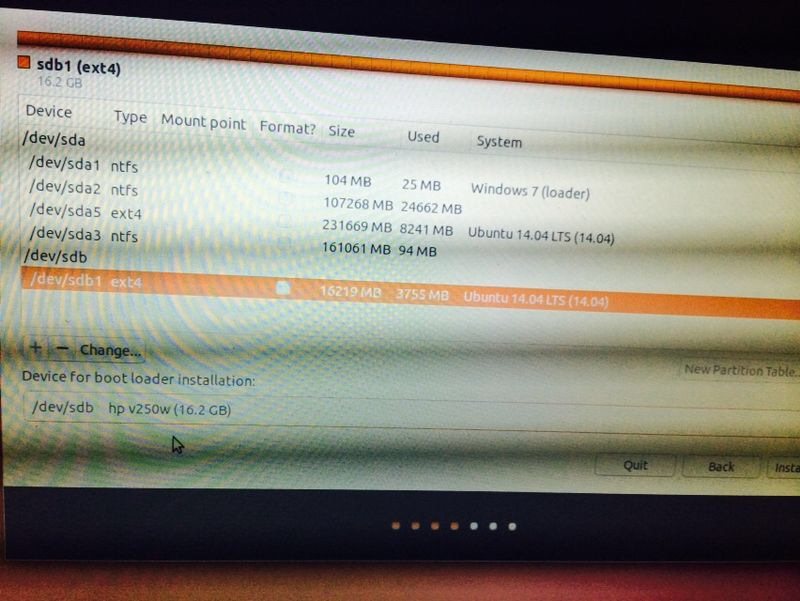 sdb1 (ext4)
16.2 GB
Device Type Mount point Format? Size Used System
/dev/sda
/dev/sda1 ntfs 104 MB 25 MB Windows 7 (loader)
/dev/sda2 ntfs 107268 MB 24662 MB
/dev/sda5 ext4 231669 MB 8241 MB Ubuntu 14.04 LTS (14.04)
/dev/sda3 ntfs 161061 MB 94 MB
/dev/sdb
/dev/sdb1 ext4 16219 MB 3755 MB Ubuntu 14.04 LTS (14.04)
+ − Change... New Partition Table...
Device for boot loader installation:
/dev/sdb hp v250w (16.2 GB)
Quit Back Insta